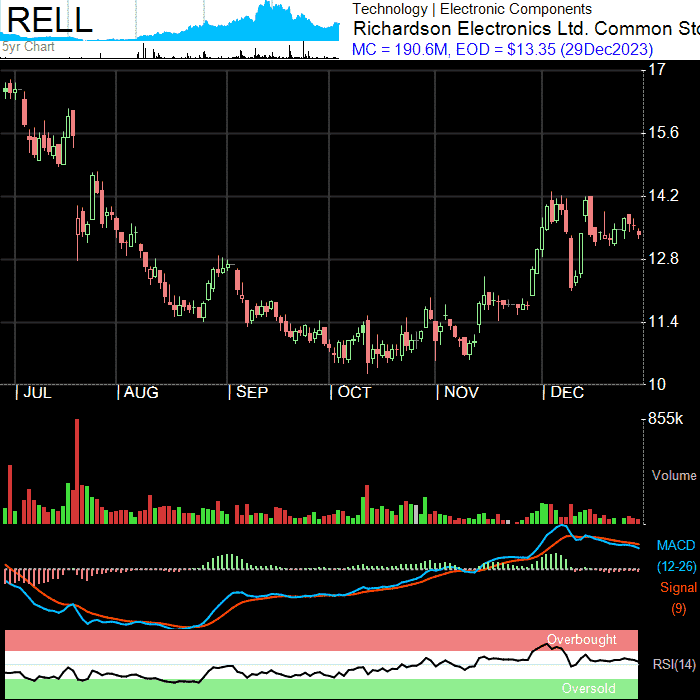 RELL
5yr Chart
Technology | Electronic Components
Richardson Electronics Ltd. Common Sto
MC = 190.6M, EOD = $13.35 (29Dec2023)
17
15.6
14.2
12.8
11.4
10
JUL AUG SEP OCT NOV DEC
855k
Volume
MACD
(12-26)
Signal
(9)
Overbought
RSI(14)
Oversold